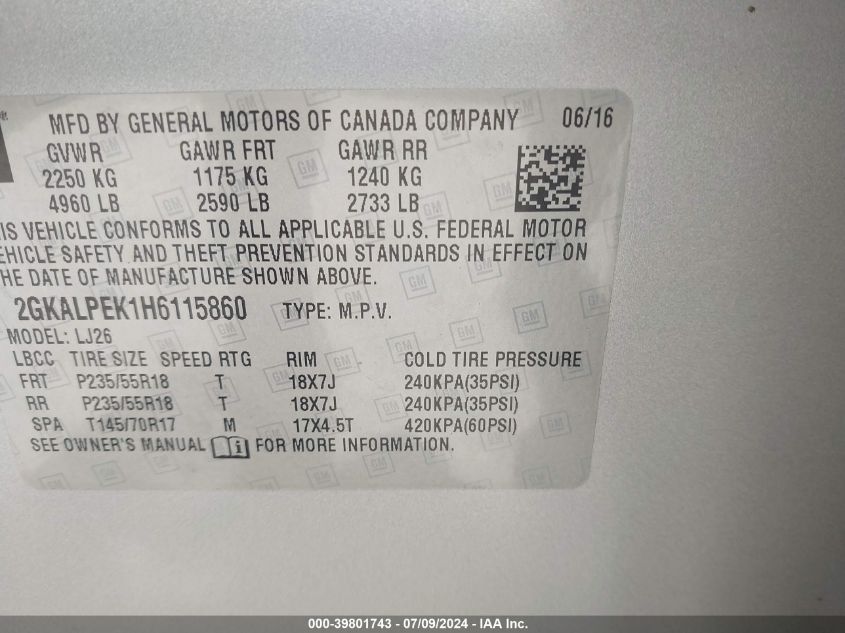 MFD BY GENERAL MOTORS OF CANADA COMPANY 06/16
GVWR GAWR FRT GAWR RR
2250 KG 1175 KG 1240 KG
4960 LB 2590 LB 2733 LB
IS VEHICLE CONFORMS TO ALL APPLICABLE U.S. FEDERAL MOTOR
EHICLE SAFETY AND THEFT PREVENTION STANDARDS IN EFFECT ON
HE DATE OF MANUFACTURE SHOWN ABOVE.
2GKALPEK1H6115860 TYPE: M.P.V.
MODEL: LJ26
LBCC TIRE SIZE SPEED RTG RIM COLD TIRE PRESSURE
FRT P235/55R18 T 18X7J 240KPA(35PSI)
RR P235/55R18 T 18X7J 240KPA(35PSI)
SPA T145/70R17 M 17X4.5T 420KPA(60PSI)
SEE OWNER'S MANUAL FOR MORE INFORMATION.
000-39801743 - 07/09/2024 - IAA Inc.